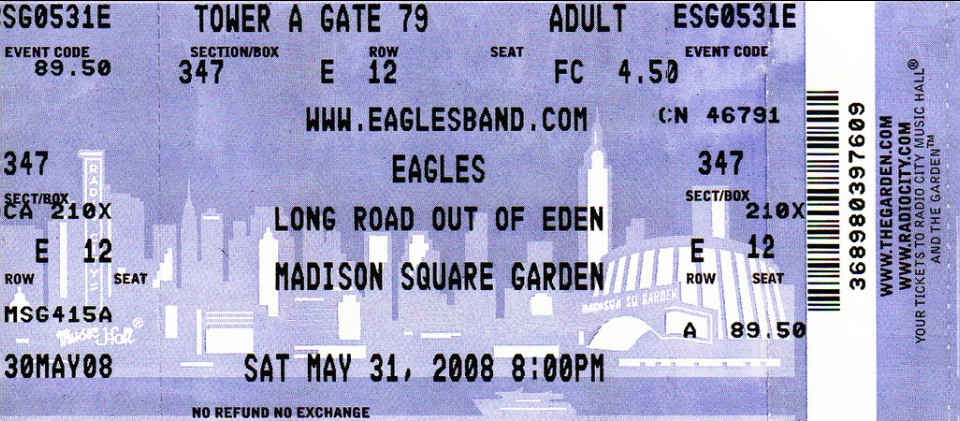 ESG0531E TOWER A GATE 79 ADULT ESG0531E
EVENT CODE SECTION/BOX ROW SEAT EVENT CODE
89.50 347 E 12 FC 4.50
WWW.EAGLESBAND.COM CN 46791
347 EAGLES 347
SECT/BOX SECT/BOX
CA 210X LONG ROAD OUT OF EDEN 210X
E 12 MADISON SQUARE GARDEN E 12
ROW SEAT ROW SEAT
MSG415A A 89.50
30MAY08 SAT MAY 31, 2008 8:00PM
NO REFUND NO EXCHANGE
RADIO CITY
Music Hall®
MADISON SQ GARDEN
368980397609
WWW.THEGARDEN.COM
WWW.RADIOCITY.COM
YOUR TICKETS TO RADIO CITY MUSIC HALL®
AND THE GARDEN™